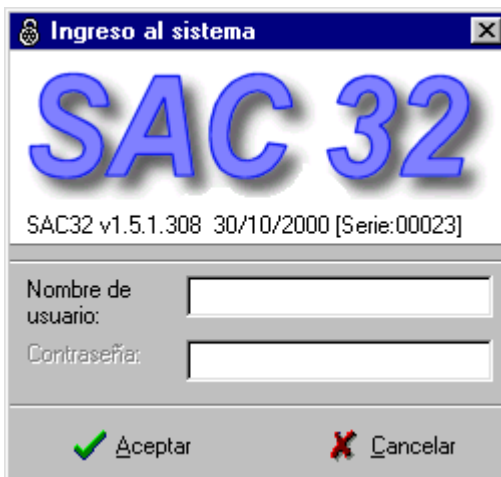 Ingreso al sistema
SAC 32
SAC32 v1.5.1.308 30/10/2000 [Serie:00023]
Nombre de
usuario:
Contraseña:
Aceptar Cancelar